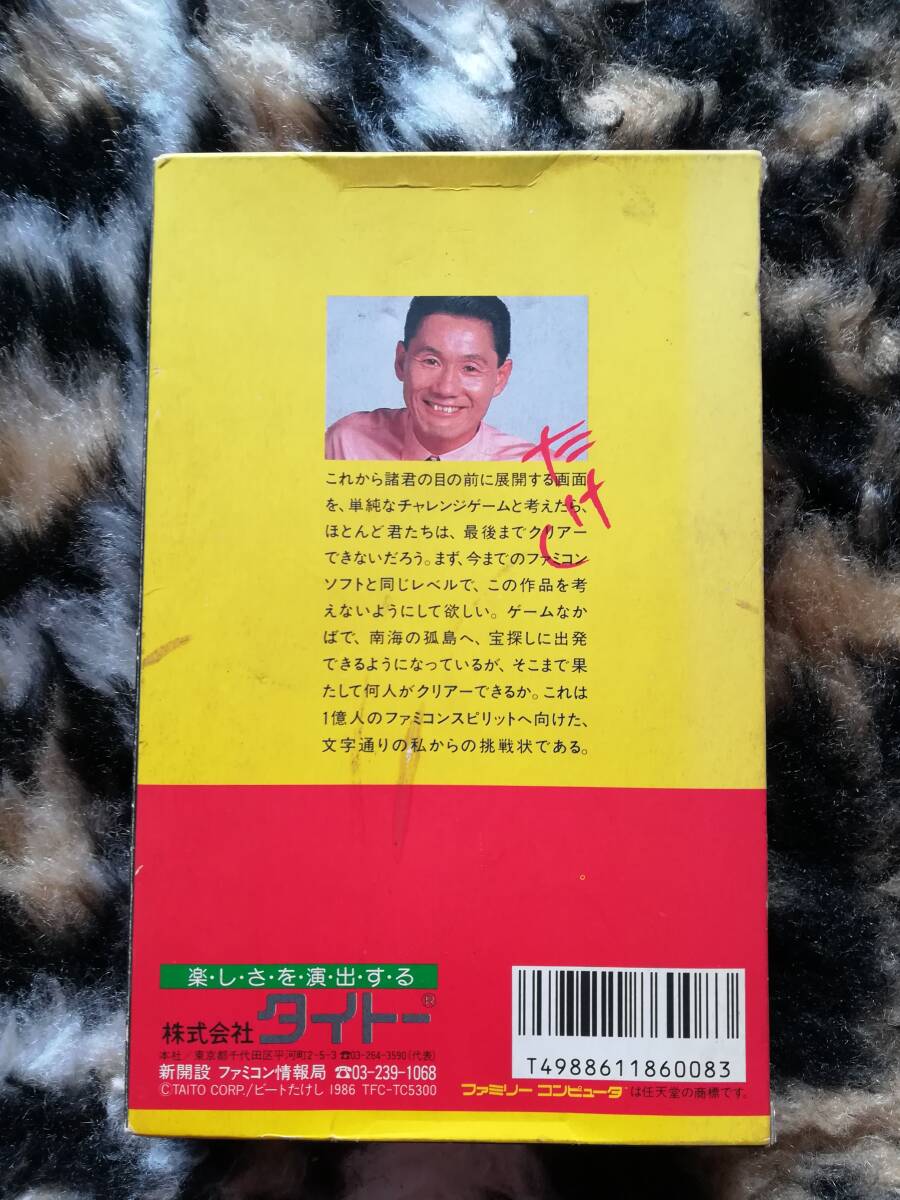 たけし
これから諸君の目の前に展開する画面
を、単純なチャレンジゲームと考えたら、
ほとんど君たちは、最後までクリアー
できないだろう。まず、今までのファミコン
ソフトと同じレベルで、この作品を考
えないようにして欲しい。ゲームなか
ばで、南海の孤島へ、宝探しに出発
できるようになっているが、そこまで果
たして何人がクリアーできるか。これは
1億人のファミコンスピリットへ向けた、
文字通りの私からの挑戦状である。
楽・し・さ・を・演・出・す・る
株式会社 タイトー®
本社/東京都千代田区平河町2-5-3 ☎03-264-3590(代表)
新開設 ファミコン情報局 ☎03-239-1068
©TAITO CORP./ビートたけし 1986 TFC-TC5300
T4988611860083
ファミリーコンピュータ™は任天堂の商標です。